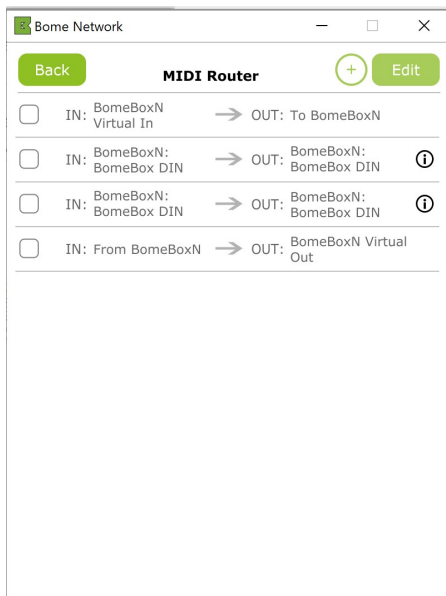 Bome Network
Back
MIDI Router
+
Edit
IN: BomeBoxN Virtual In → OUT: To BomeBoxN
IN: BomeBoxN: BomeBox DIN → OUT: BomeBoxN: BomeBox DIN
IN: BomeBoxN: BomeBox DIN → OUT: BomeBoxN: BomeBox DIN
IN: From BomeBoxN → OUT: BomeBoxN Virtual Out